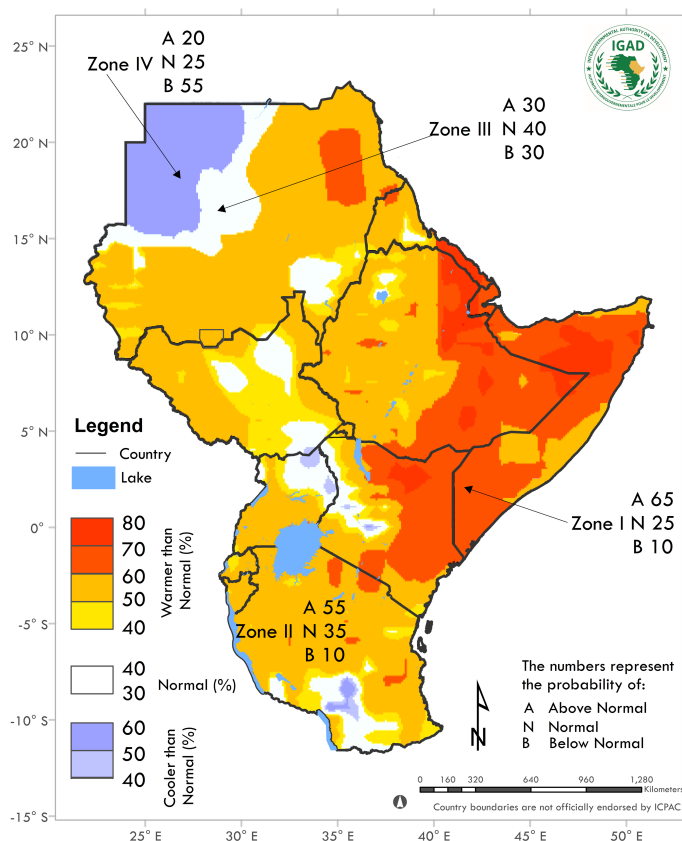 25° N
20° N
15° N
10° N
5° N
0°
-5° S
-10° S
-15° S
A 20
Zone IV N 25
B 55
A 30
Zone III N 40
B 30
IGAD
Legend
Country
Lake
80
70
60
50
40
Warmer than
Normal (%)
40
30
Normal (%)
60
50
40
Cooler than
Normal (%)
A 65
Zone I N 25
B 10
A 55
Zone II N 35
B 10
The numbers represent
the probability of:
A Above Normal
N Normal
B Below Normal
N
0 160 320 640 960 1,280
Kilometers
Country boundaries are not officially endorsed by ICPAC
25° E
30° E
35° E
40° E
45° E
50° E